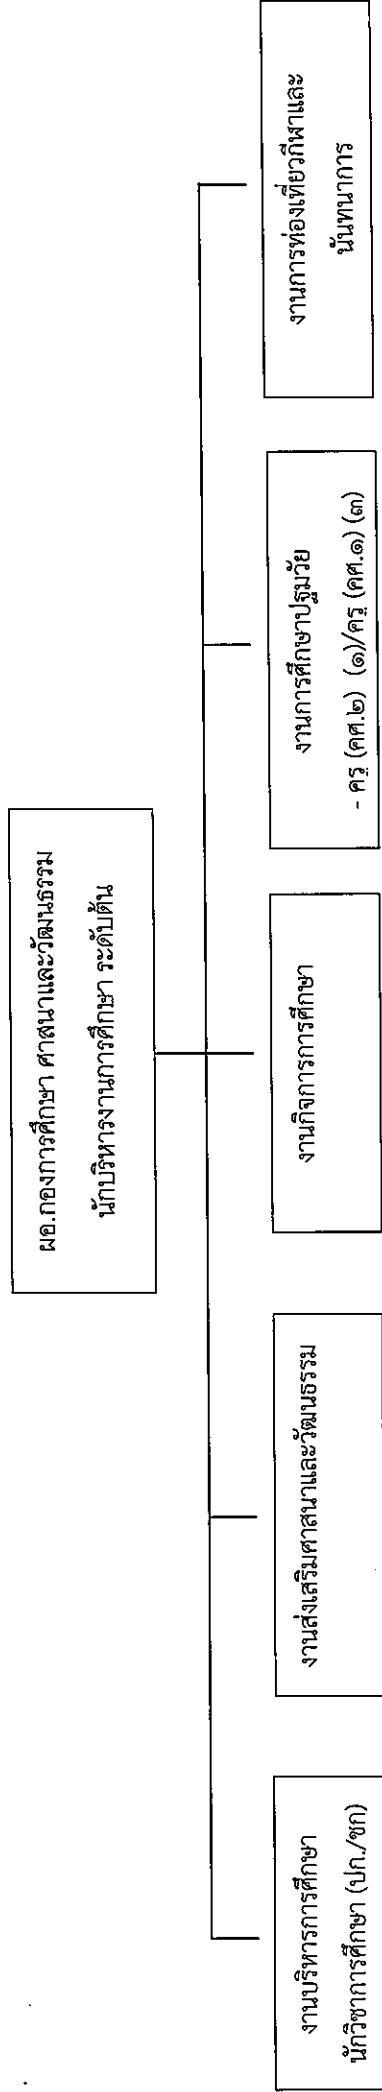 ผอ.กองการศึกษา ศาสนาและวัฒนธรรม
นักบริหารงานการศึกษา ระดับต้น
งานบริหารการศึกษา
นักวิชาการศึกษา (ปก./ชก)
งานส่งเสริมศาสนาและวัฒนธรรม
งานกิจการการศึกษา
งานการศึกษาปฐมวัย
- ครู (คศ.๒) (๑)/ครู (คศ.๑) (๓)
งานการท่องเที่ยวกีฬาและ
นันทนาการ